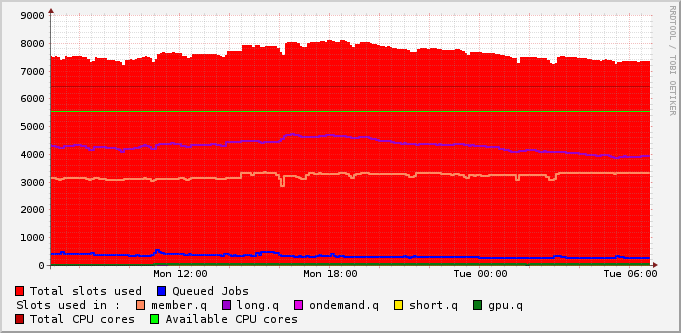 RRDTOOL / TOBI OETIKER
9000
8000
7000
6000
5000
4000
3000
2000
1000
0
Mon 12:00 Mon 18:00 Tue 00:00 Tue 06:00
Total slots used Queued Jobs
Slots used in : member.q long.q ondemand.q short.q gpu.q
Total CPU cores Available CPU cores